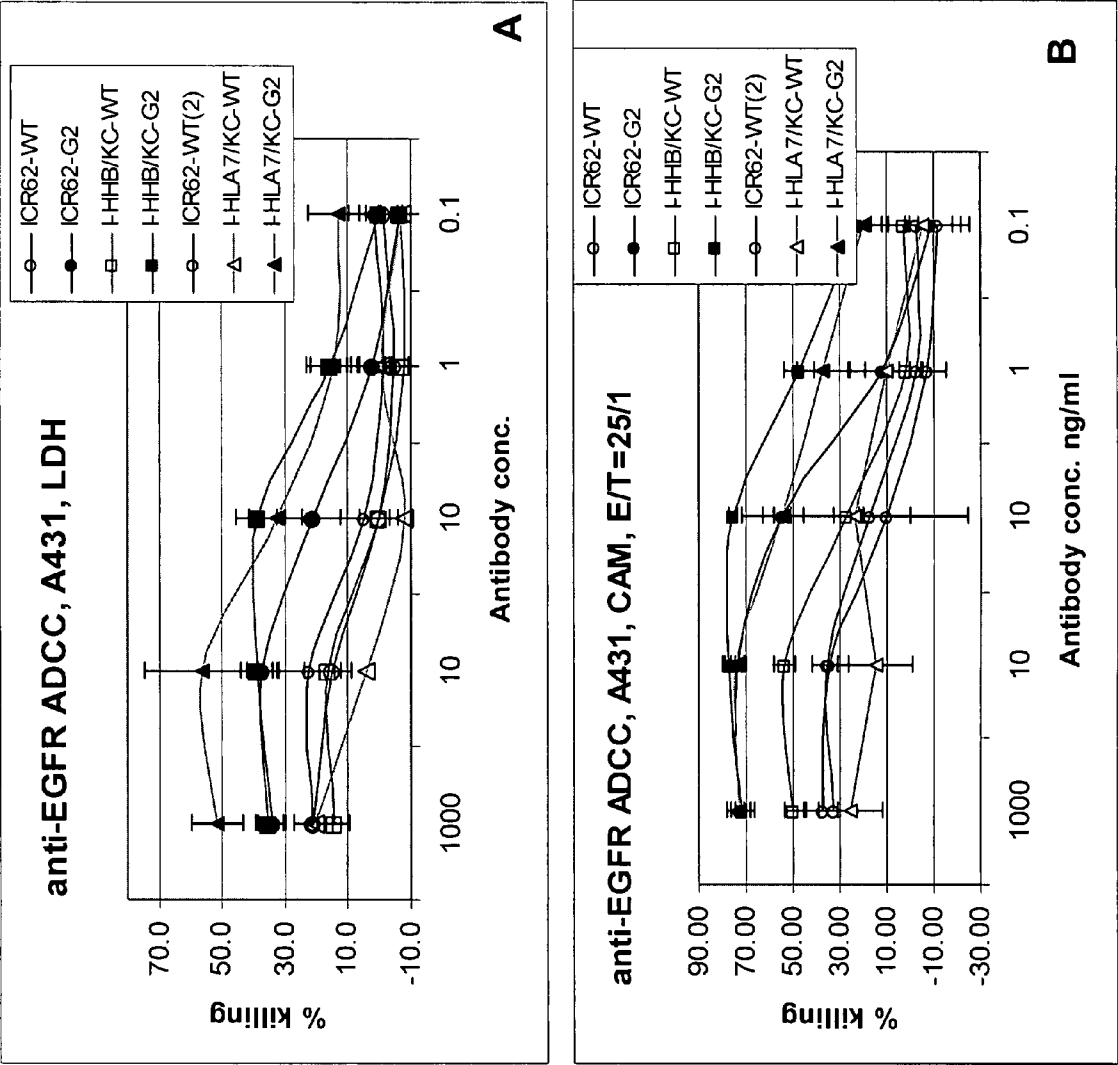 anti-EGFR ADCC, A431, LDH
A
ICR62-WT
ICR62-G2
I-HHB/KC-WT
I-HHB/KC-G2
ICR62-WT(2)
I-HLA7/KC-WT
I-HLA7/KC-G2
% killing
70.0
50.0
30.0
10.0
-10.0
1000
10
10
1
0.1
Antibody conc.
anti-EGFR ADCC, A431, CAM, E/T=25/1
B
ICR62-WT
ICR62-G2
I-HHB/KC-WT
I-HHB/KC-G2
ICR62-WT(2)
I-HLA7/KC-WT
I-HLA7/KC-G2
% killing
90.00
70.00
50.00
30.00
10.00
-10.00
-30.00
1000
10
10
1
0.1
Antibody conc. ng/ml